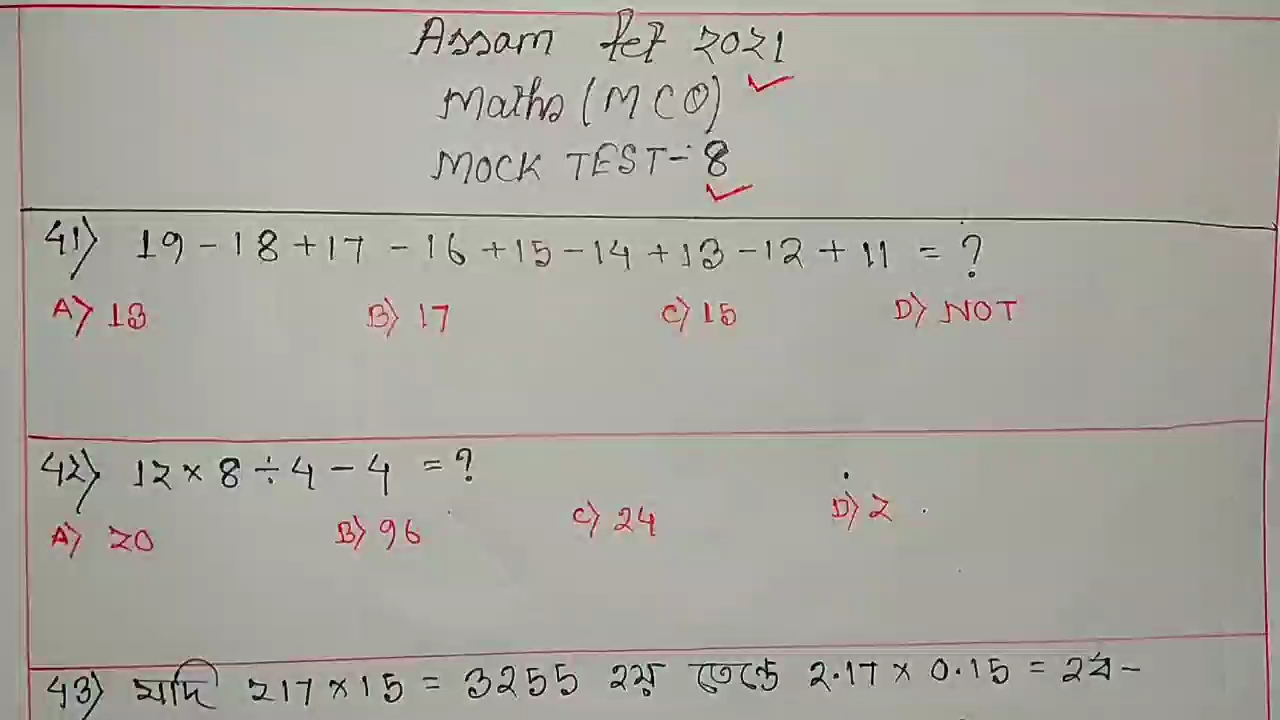 Assam Tet 2021
Maths (MCQ)
MOCK TEST-8
41) 19 - 18 + 17 - 16 + 15 - 14 + 13 - 12 + 11 = ?
A) 13 B) 17 C) 15 D) NOT
42) 12 × 8 ÷ 4 - 4 = ?
A) 20 B) 96 C) 24 D) 2
43) যদি 217 × 15 = 3255 হয় তেন্তে 2.17 × 0.15 = হব -